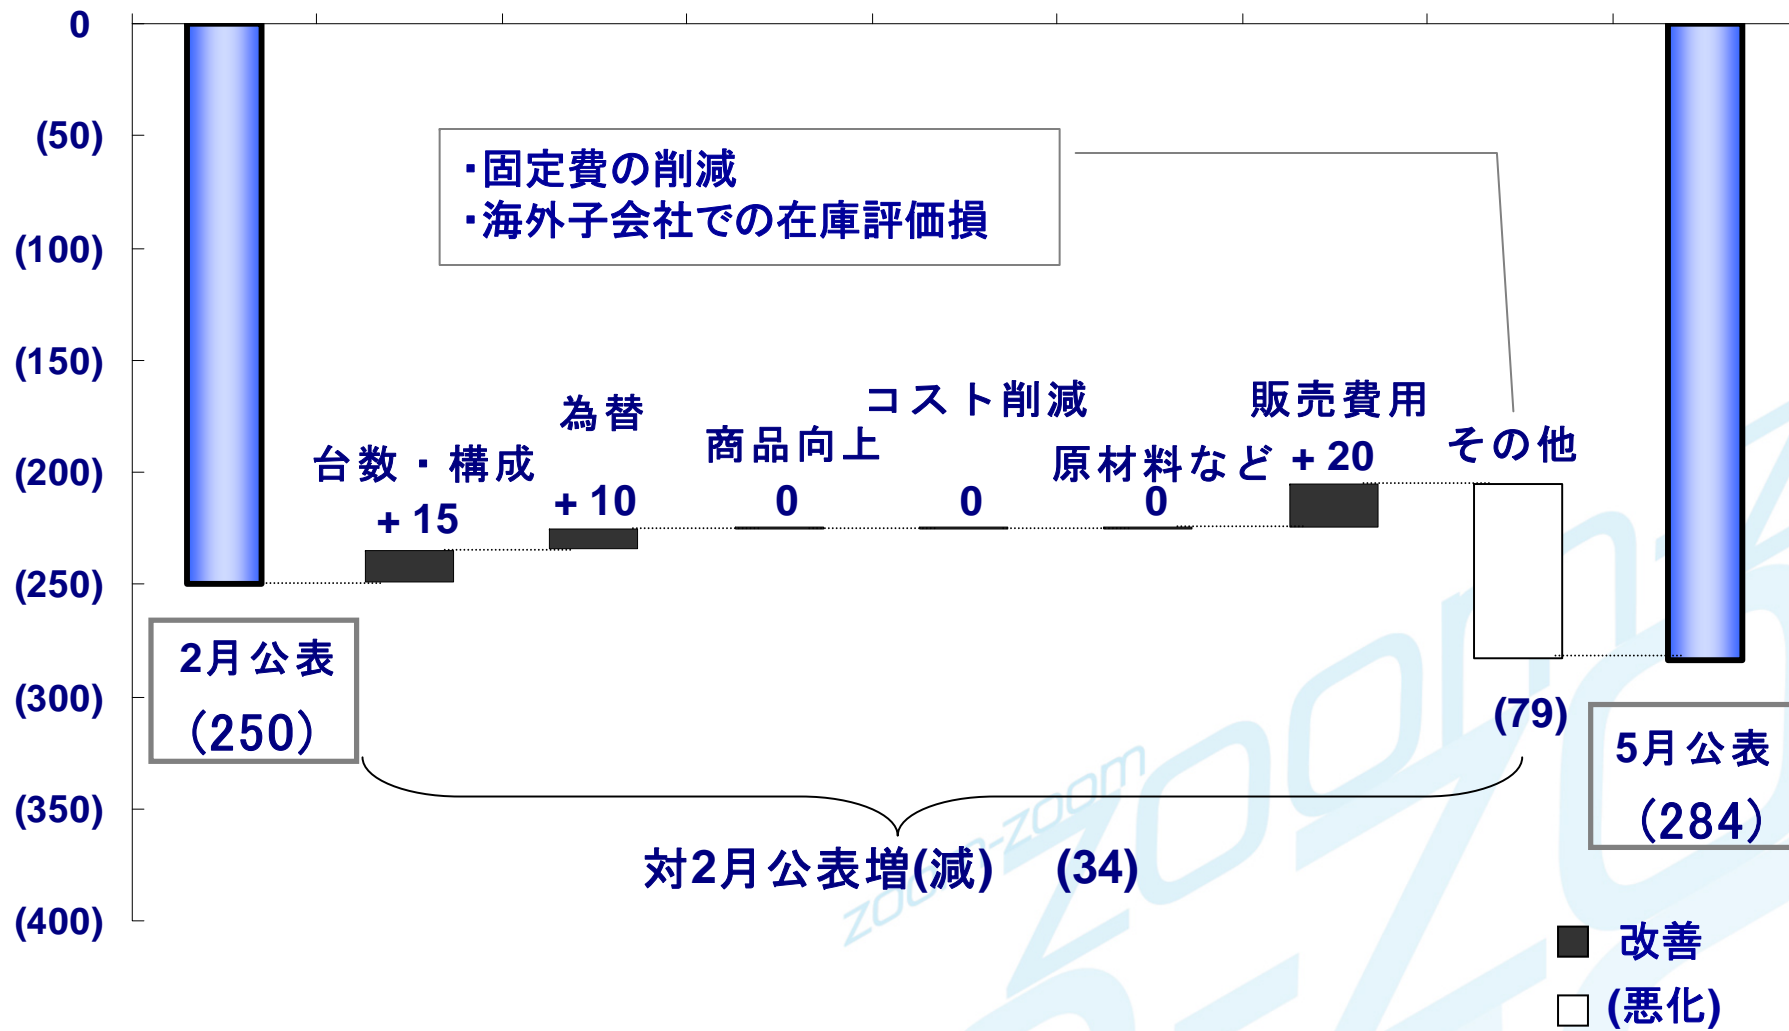 0
(50)
(100)
(150)
(200)
(250)
(300)
(350)
(400)
・固定費の削減
・海外子会社での在庫評価損
台数・構成
+ 15
為替
+ 10
商品向上
0
コスト削減
0
原材料など
0
販売費用
+ 20
その他
(79)
2月公表
(250)
5月公表
(284)
対2月公表増(減) (34)
改善
(悪化)
zoom-zoom